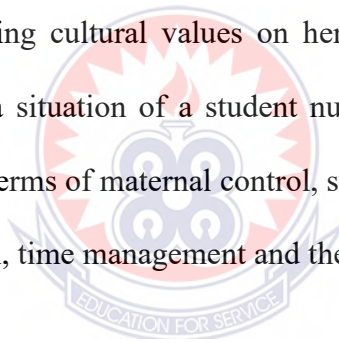 ing cultural values on her
a situation of a student nu
erms of maternal control, s
, time management and the
EDUCATION FOR SERVICE